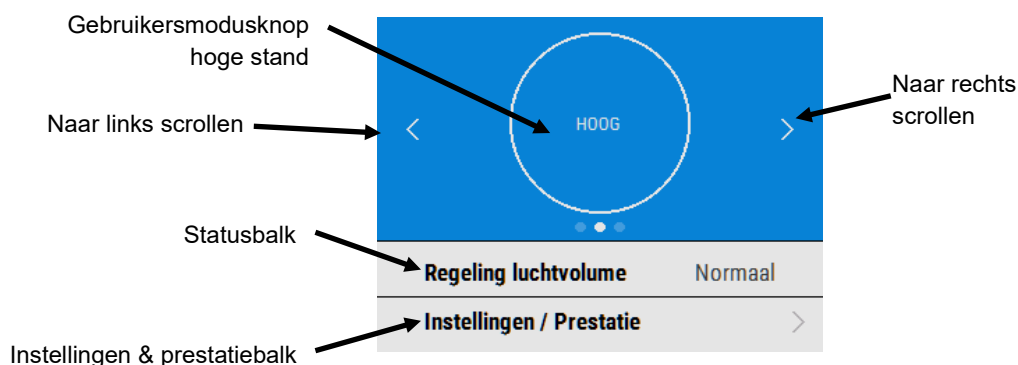 Gebruikersmodusknop
hoge stand
Naar rechts
scrollen
Naar links scrollen
HOOG
Statusbalk
Regeling luchtvolume Normaal
Instellingen / Prestatie
Instellingen & prestatiebalk